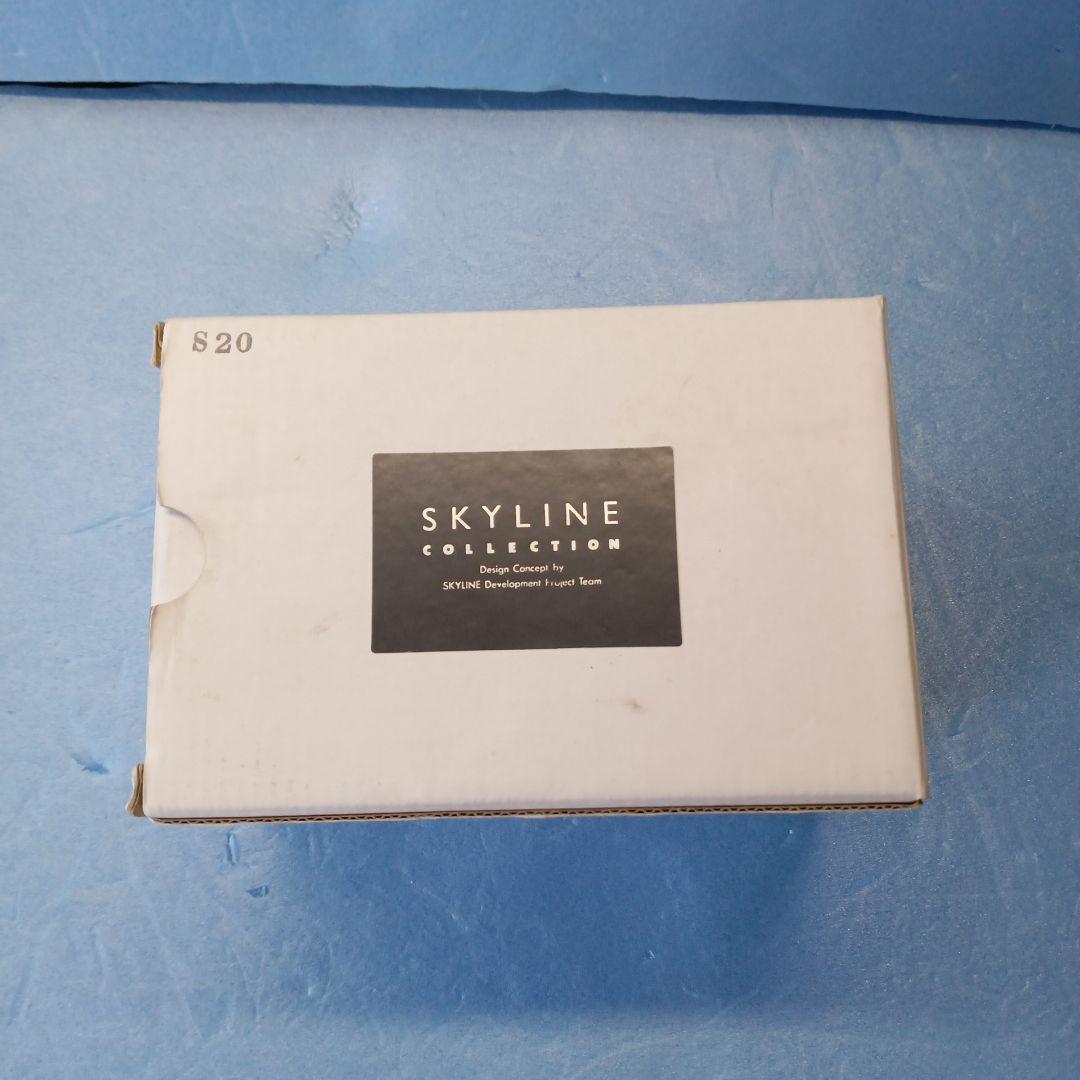 S20
SKYLINE
COLLECTION
Design Concept by
SKYLINE Development Project Team